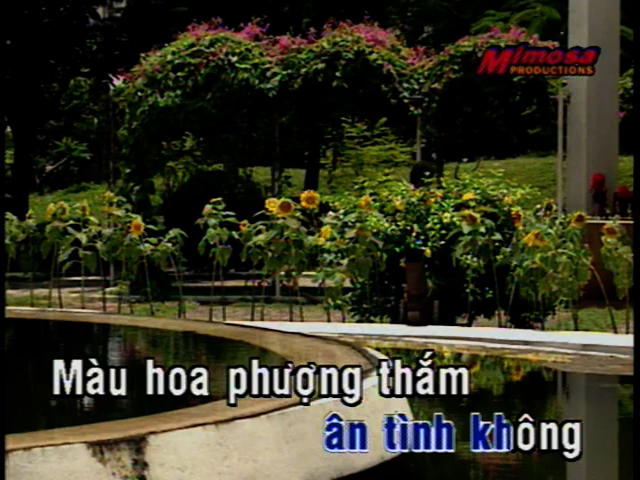 Mimosa
PRODUCTIONS
Màu hoa phượng thắm
ân tình không